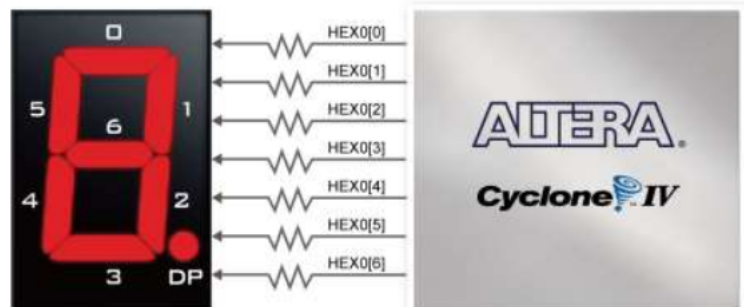 0
5
1
6
4
2
3
DP
HEX0[0]
HEX0[1]
HEX0[2]
HEX0[3]
HEX0[4]
HEX0[5]
HEX0[6]
ALTERA®
Cyclone™ IV